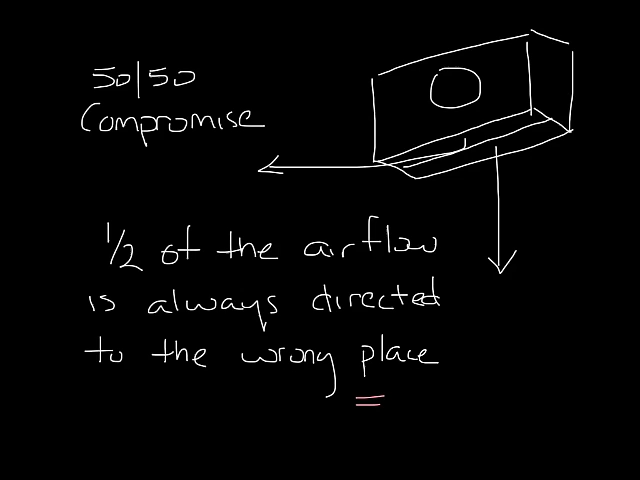 50/50
Compromise
1/2 of the airflow
is always directed
to the wrong place